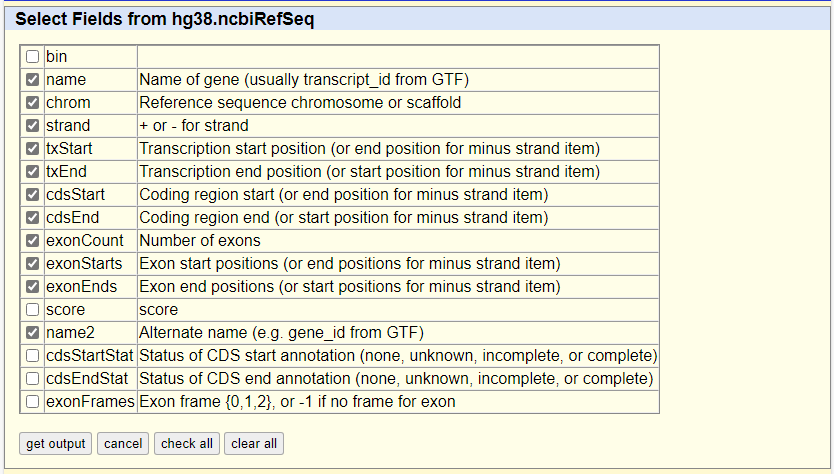 Select Fields from hg38.ncbiRefSeq
bin
name Name of gene (usually transcript_id from GTF)
chrom Reference sequence chromosome or scaffold
strand + or - for strand
txStart Transcription start position (or end position for minus strand item)
txEnd Transcription end position (or start position for minus strand item)
cdsStart Coding region start (or end position for minus strand item)
cdsEnd Coding region end (or start position for minus strand item)
exonCount Number of exons
exonStarts Exon start positions (or end positions for minus strand item)
exonEnds Exon end positions (or start positions for minus strand item)
score score
name2 Alternate name (e.g. gene_id from GTF)
cdsStartStat Status of CDS start annotation (none, unknown, incomplete, or complete)
cdsEndStat Status of CDS end annotation (none, unknown, incomplete, or complete)
exonFrames Exon frame {0,1,2}, or -1 if no frame for exon
get output cancel check all clear all